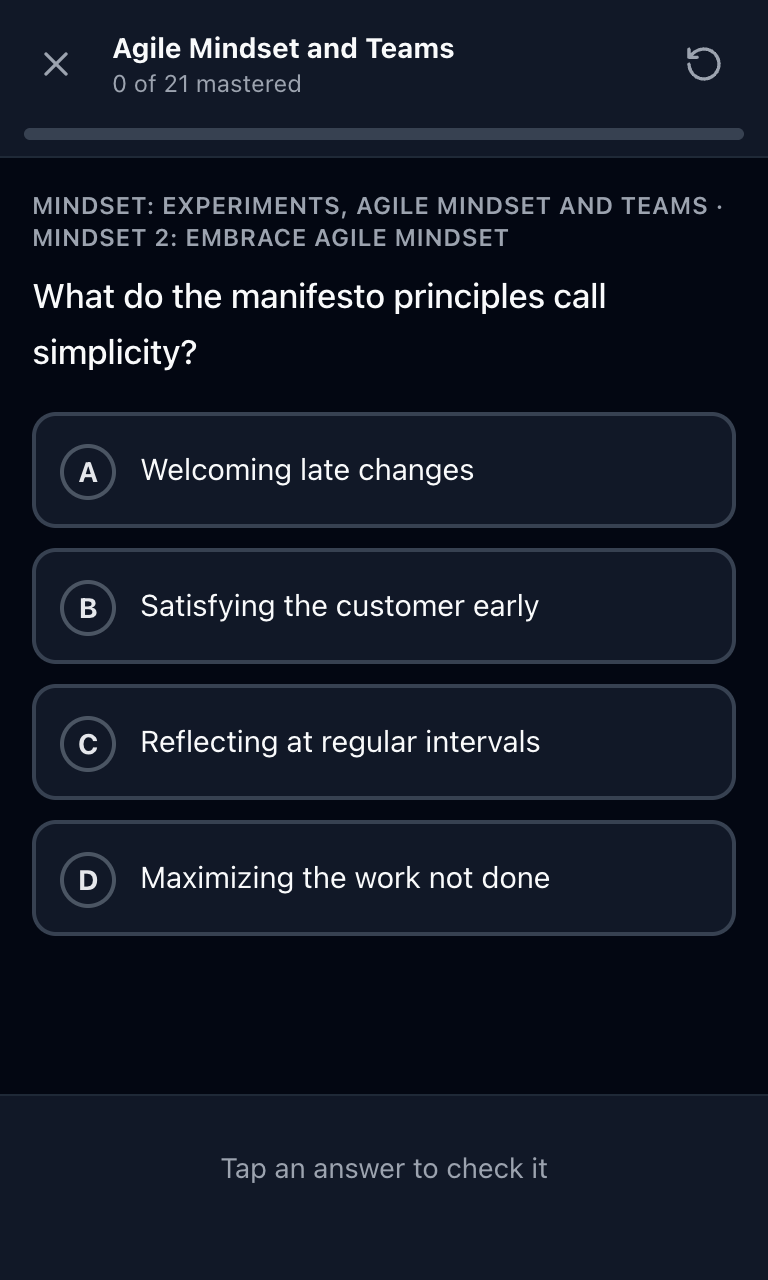 Agile Mindset and Teams
0 of 21 mastered
MINDSET: EXPERIMENTS, AGILE MINDSET AND TEAMS ·
MINDSET 2: EMBRACE AGILE MINDSET
What do the manifesto principles call
simplicity?
A Welcoming late changes
B Satisfying the customer early
C Reflecting at regular intervals
D Maximizing the work not done
Tap an answer to check it